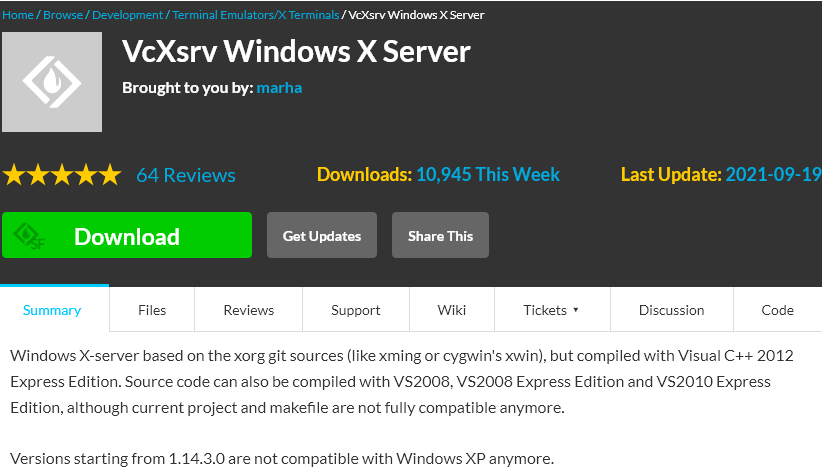 Home / Browse / Development / Terminal Emulators/X Terminals / VcXsrv Windows X Server
VcXsrv Windows X Server
Brought to you by: marha
64 Reviews
Downloads: 10,945 This Week
Last Update: 2021-09-19
SF
Download
Get Updates
Share This
Summary
Files
Reviews
Support
Wiki
Tickets ▼
Discussion
Code
Windows X-server based on the xorg git sources (like xming or cygwin's xwin), but compiled with Visual C++ 2012
Express Edition. Source code can also be compiled with VS2008, VS2008 Express Edition and VS2010 Express
Edition, although current project and makefile are not fully compatible anymore.
Versions starting from 1.14.3.0 are not compatible with Windows XP anymore.